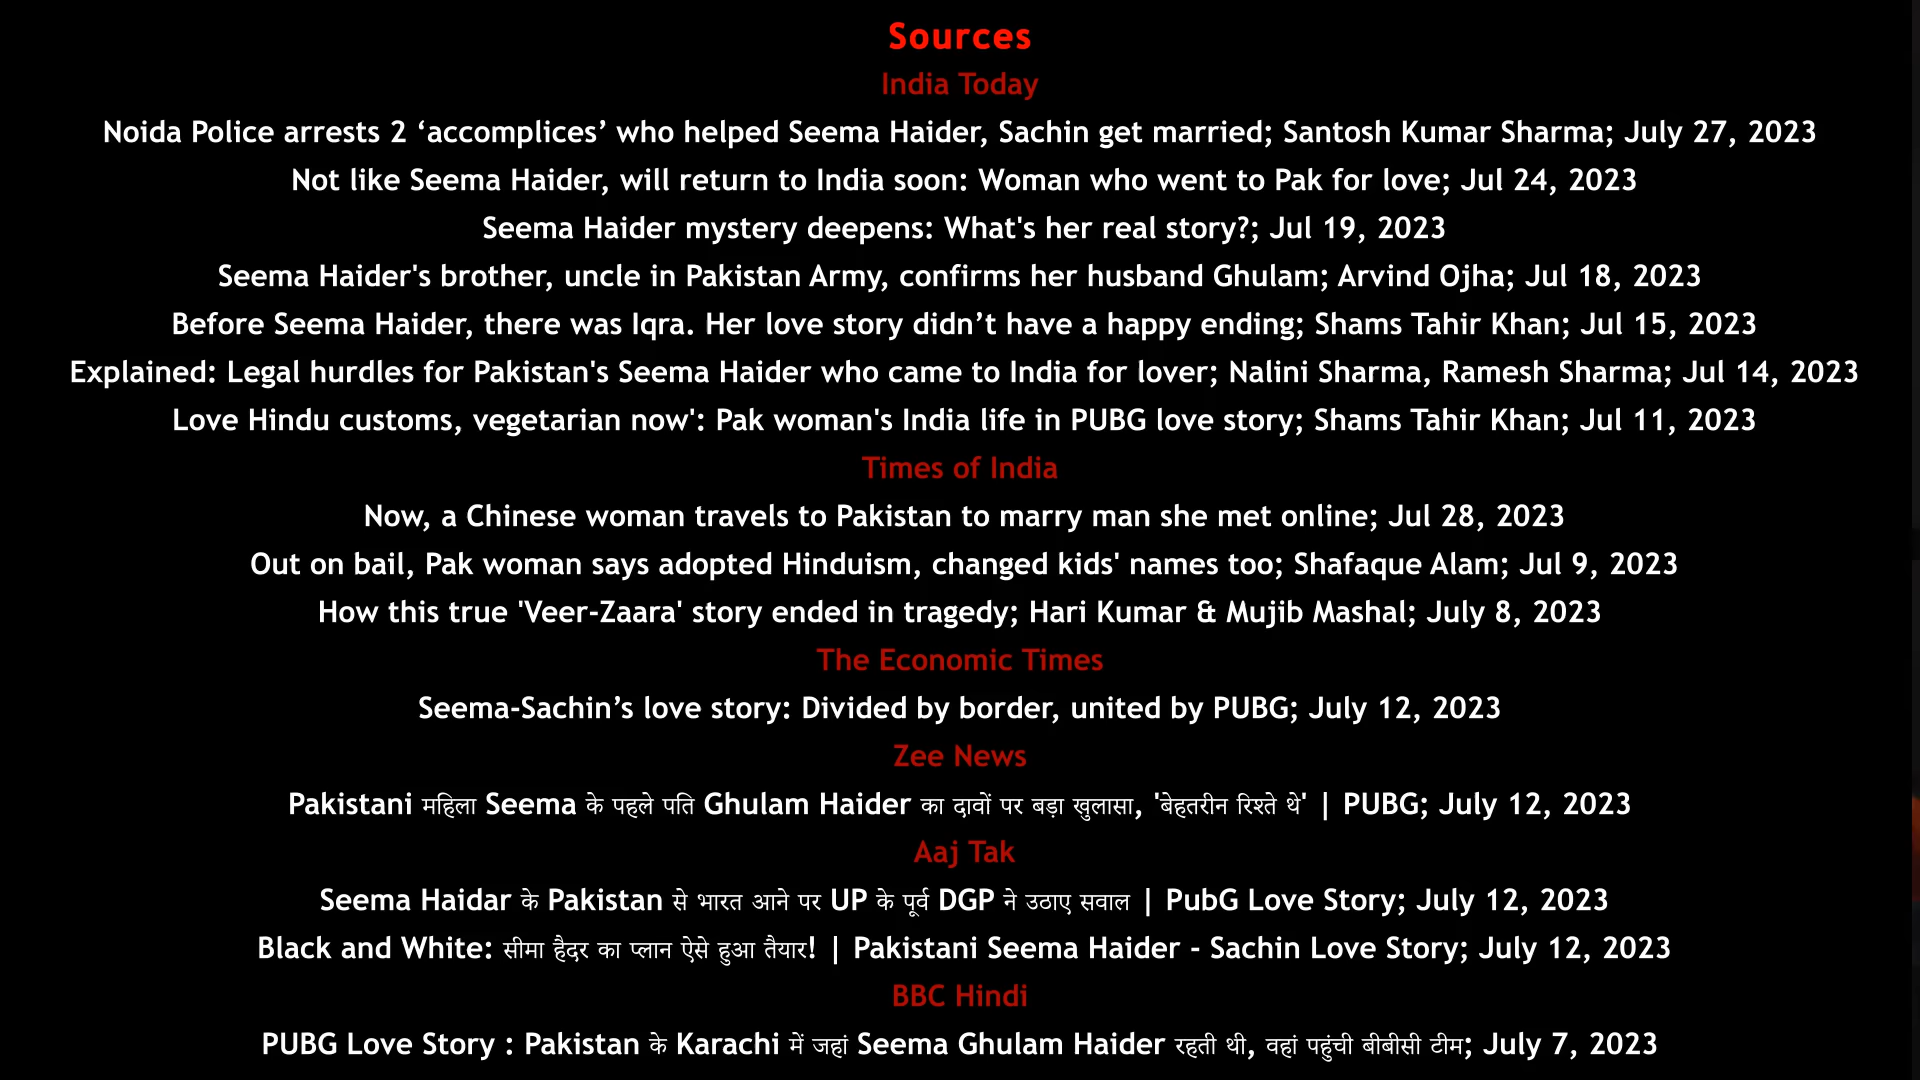 Sources
India Today
Noida Police arrests 2 ‘accomplices’ who helped Seema Haider, Sachin get married; Santosh Kumar Sharma; July 27, 2023
Not like Seema Haider, will return to India soon: Woman who went to Pak for love; Jul 24, 2023
Seema Haider mystery deepens: What's her real story?; Jul 19, 2023
Seema Haider's brother, uncle in Pakistan Army, confirms her husband Ghulam; Arvind Ojha; Jul 18, 2023
Before Seema Haider, there was Iqra. Her love story didn’t have a happy ending; Shams Tahir Khan; Jul 15, 2023
Explained: Legal hurdles for Pakistan's Seema Haider who came to India for lover; Nalini Sharma, Ramesh Sharma; Jul 14, 2023
Love Hindu customs, vegetarian now': Pak woman's India life in PUBG love story; Shams Tahir Khan; Jul 11, 2023
Times of India
Now, a Chinese woman travels to Pakistan to marry man she met online; Jul 28, 2023
Out on bail, Pak woman says adopted Hinduism, changed kids' names too; Shafaque Alam; Jul 9, 2023
How this true 'Veer-Zaara' story ended in tragedy; Hari Kumar & Mujib Mashal; July 8, 2023
The Economic Times
Seema-Sachin’s love story: Divided by border, united by PUBG; July 12, 2023
Zee News
Pakistani महिला Seema के पहले पति Ghulam Haider का दावों पर बड़ा खुलासा, 'बेहतरीन रिश्ते थे' | PUBG; July 12, 2023
Aaj Tak
Seema Haidar के Pakistan से भारत आने पर UP के पूर्व DGP ने उठाए सवाल | PubG Love Story; July 12, 2023
Black and White: सीमा हैदर का प्लान ऐसे हुआ तैयार! | Pakistani Seema Haider - Sachin Love Story; July 12, 2023
BBC Hindi
PUBG Love Story : Pakistan के Karachi में जहां Seema Ghulam Haider रहती थी, वहां पहुंची बीबीसी टीम; July 7, 2023